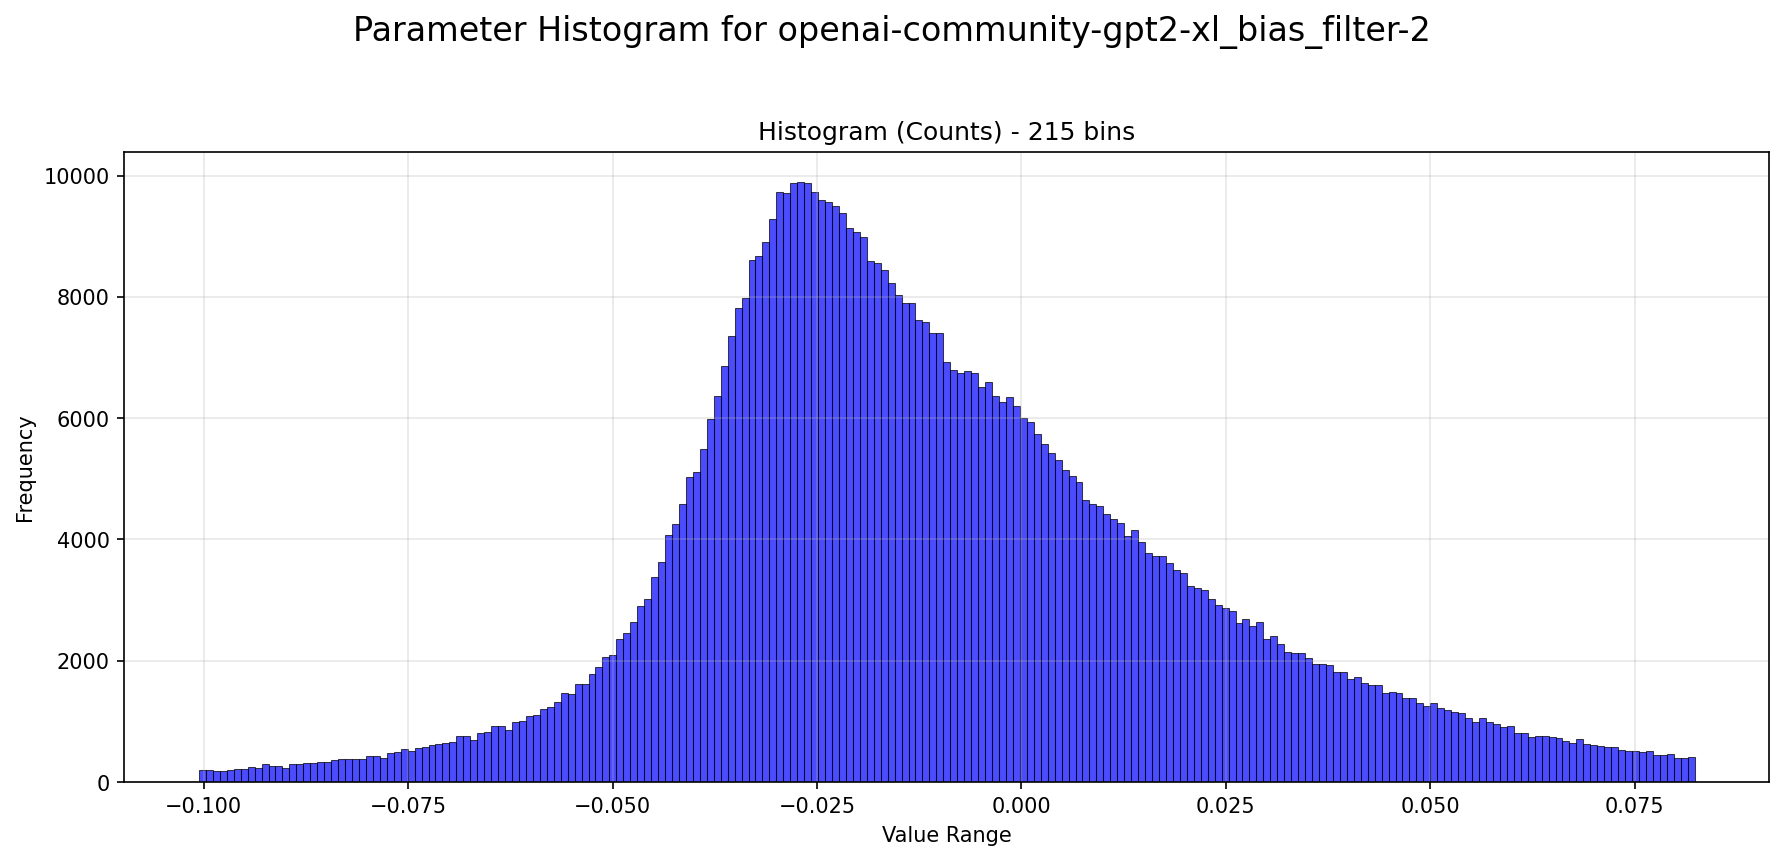 Parameter Histogram for openai-community-gpt2-xl_bias_filter-2
Histogram (Counts) - 215 bins
10000
8000
6000
4000
2000
0
Frequency
−0.100 −0.075 −0.050 −0.025 0.000 0.025 0.050 0.075
Value Range